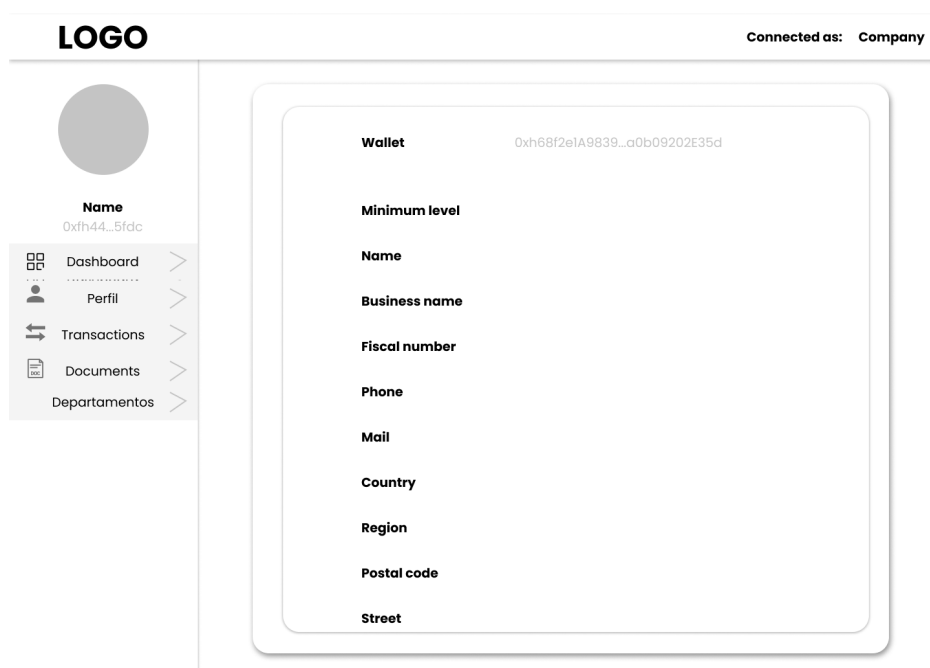 LOGO
Connected as: Company
Name
0xfh44...5fdc
Dashboard
Perfil
Transactions
DOC
Documents
Departamentos
Wallet 0xh68f2e1A9839...a0b09202E35d
Minimum level
Name
Business name
Fiscal number
Phone
Mail
Country
Region
Postal code
Street